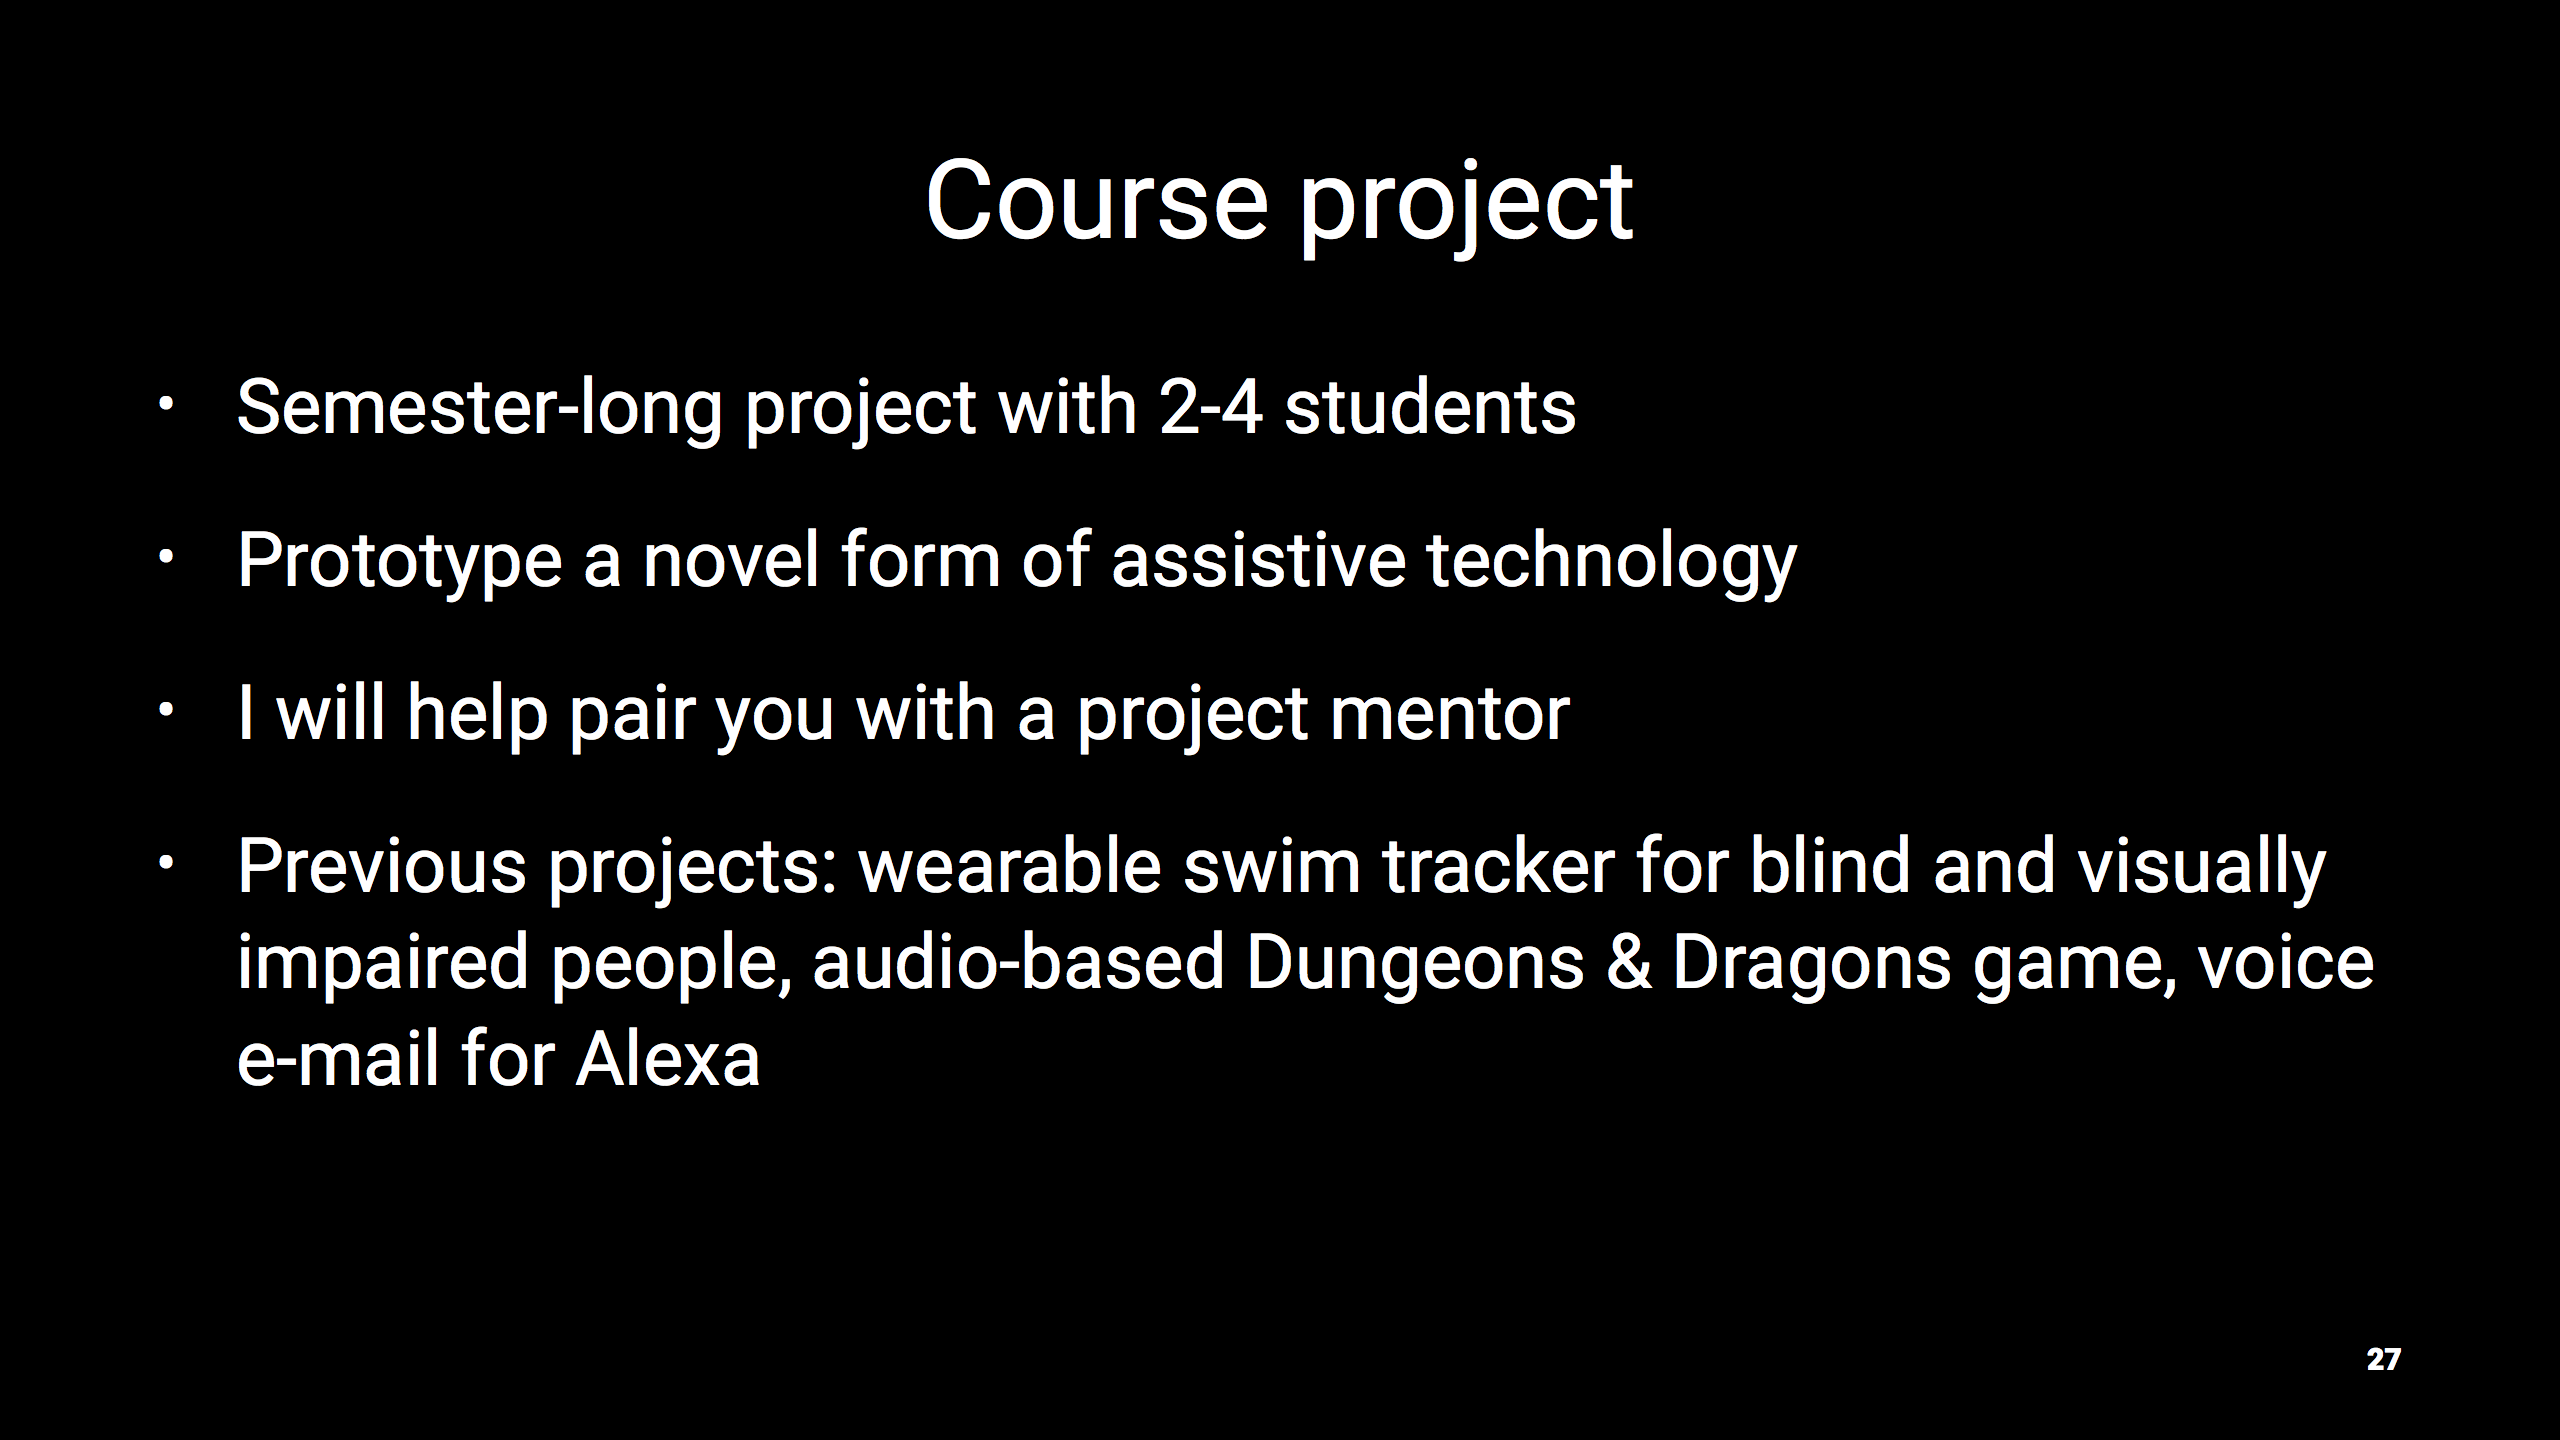 Course project
• Semester-long project with 2-4 students
• Prototype a novel form of assistive technology
• I will help pair you with a project mentor
• Previous projects: wearable swim tracker for blind and visually
impaired people, audio-based Dungeons & Dragons game, voice
e-mail for Alexa
27